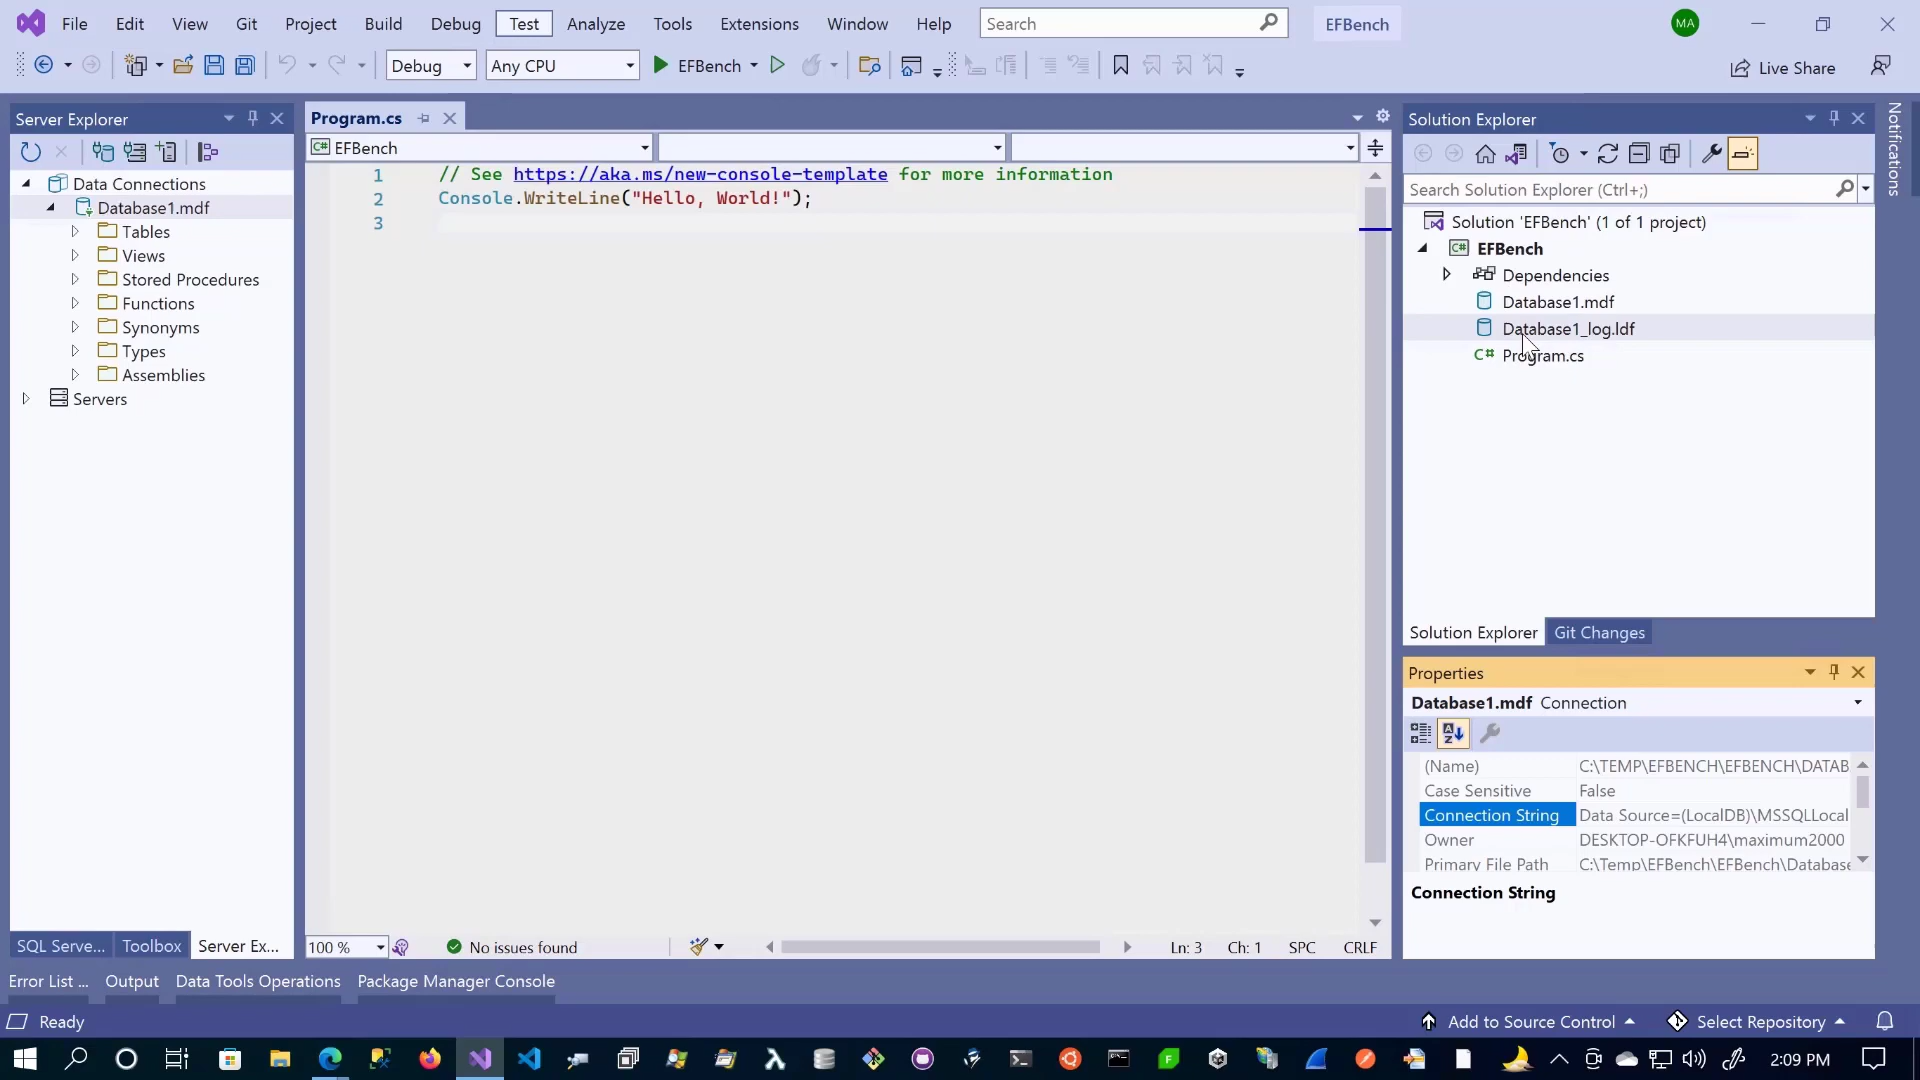 File Edit View Git Project Build Debug Test Analyze Tools Extensions Window Help Search EFBench MA
Debug Any CPU EFBench Live Share
Server Explorer
Data Connections
Database1.mdf
Tables
Views
Stored Procedures
Functions
Synonyms
Types
Assemblies
Servers
SQL Serve... Toolbox Server Ex...
Program.cs
C# EFBench
1 // See https://aka.ms/new-console-template for more information
2 Console.WriteLine("Hello, World!");
3
100 % No issues found Ln: 3 Ch: 1 SPC CRLF
Solution Explorer
Search Solution Explorer (Ctrl+;)
Solution 'EFBench' (1 of 1 project)
C# EFBench
Dependencies
Database1.mdf
Database1_log.ldf
C# Program.cs
Solution Explorer Git Changes
Properties
Database1.mdf Connection
(Name) C:\TEMP\EFBENCH\EFBENCH\DATAB
Case Sensitive False
Connection String Data Source=(LocalDB)\MSSQLLocal
Owner DESKTOP-OFKFUH4\maximum2000
Primary File Path C:\Temp\EFBench\EFBench\Database
Connection String
Notifications
Error List ... Output Data Tools Operations Package Manager Console
Ready Add to Source Control Select Repository
2:09 PM